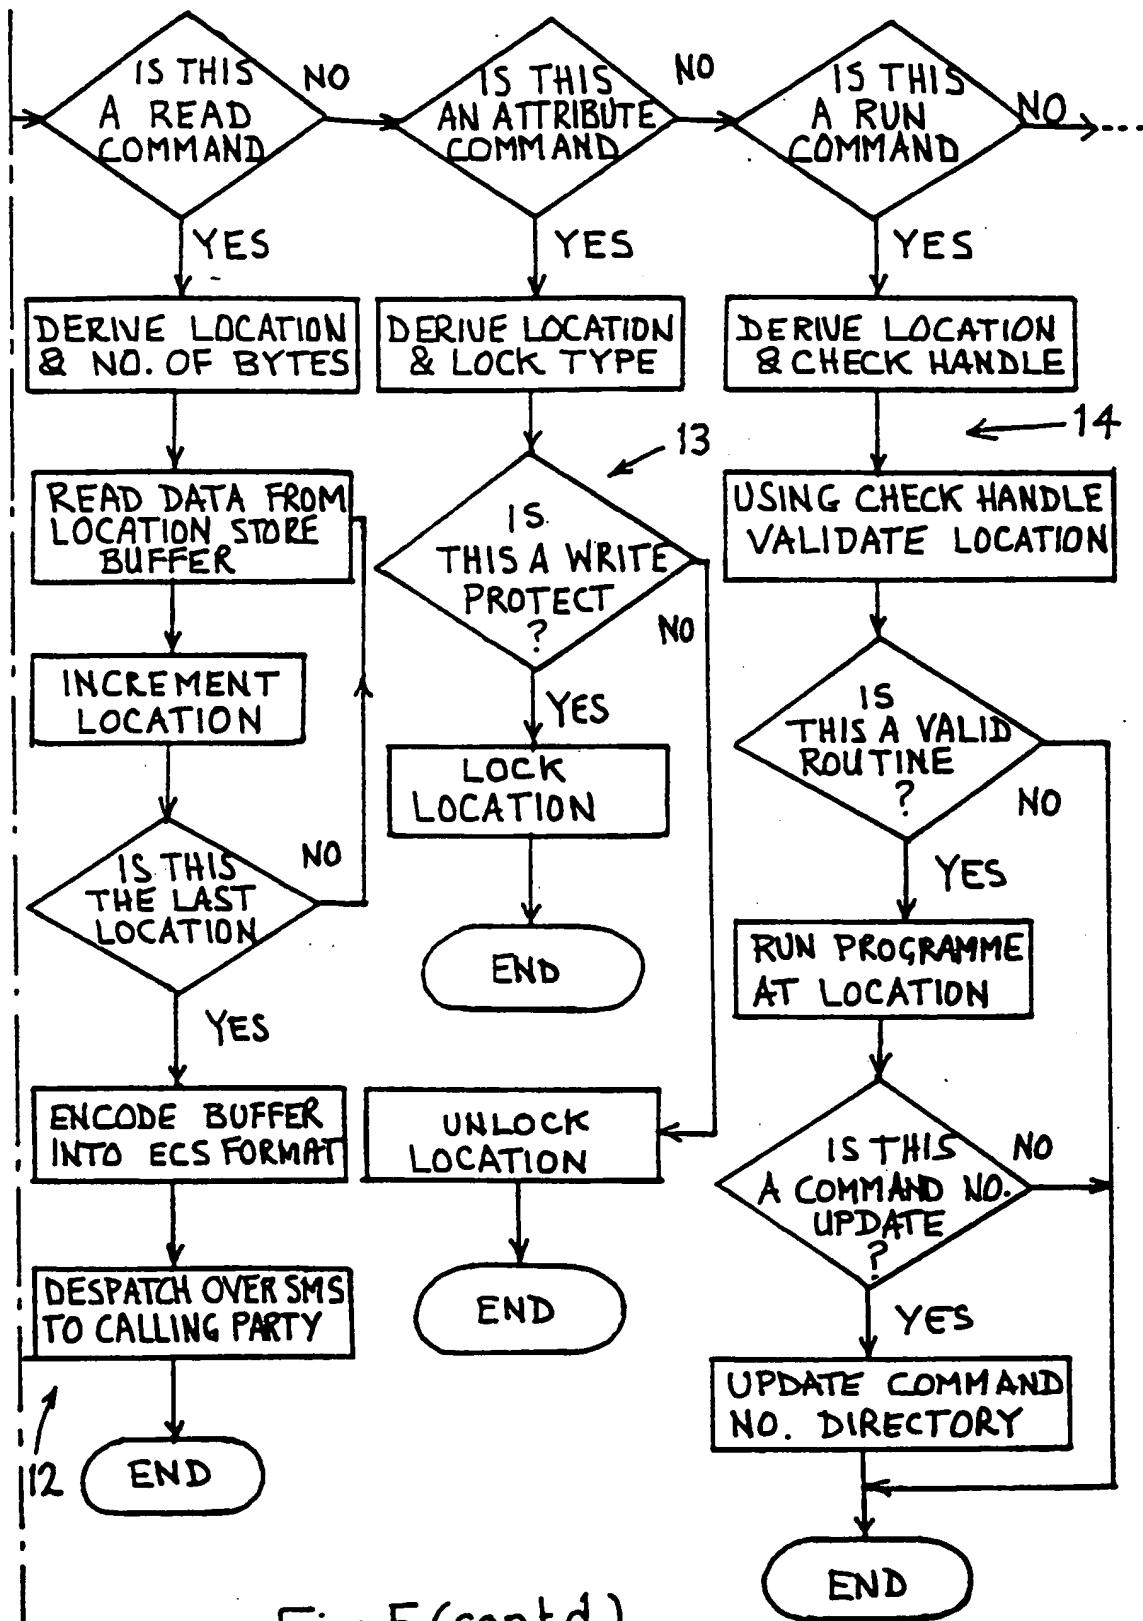 IS THIS
A READ
COMMAND
NO
YES
DERIVE LOCATION
& NO. OF BYTES
READ DATA FROM
LOCATION STORE
BUFFER
INCREMENT
LOCATION
IS THIS
THE LAST
LOCATION
NO
YES
ENCODE BUFFER
INTO ECS FORMAT
DESPATCH OVER SMS
TO CALLING PARTY
12
END
IS THIS
AN ATTRIBUTE
COMMAND
NO
YES
DERIVE LOCATION
& LOCK TYPE
13
IS
THIS A WRITE
PROTECT
?
NO
YES
LOCK
LOCATION
END
UNLOCK
LOCATION
END
IS THIS
A RUN
COMMAND
NO
YES
DERIVE LOCATION
& CHECK HANDLE
14
USING CHECK HANDLE
VALIDATE LOCATION
IS
THIS A VALID
ROUTINE
?
NO
YES
RUN PROGRAMME
AT LOCATION
IS THIS
A COMMAND NO.
UPDATE
?
NO
YES
UPDATE COMMAND
NO. DIRECTORY
END
Fig. 5 (contd.)